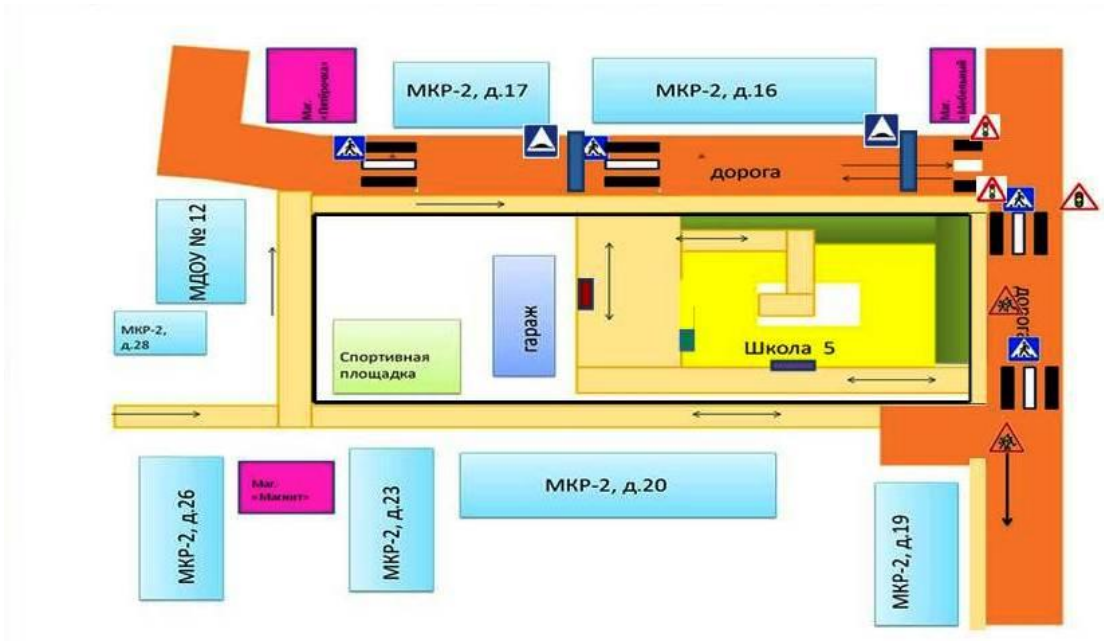 Маг.
«Пятёрочка»
МКР-2, д.17
МКР-2, д.16
Маг.
«Мебельный
дорога
МДОУ № 12
МКР-2,
д.28
гараж
Спортивная
площадка
Школа 5
дорога
МКР-2, д.26
Маг.
«Магнит»
МКР-2, д.23
МКР-2, д.20
МКР-2, д.19